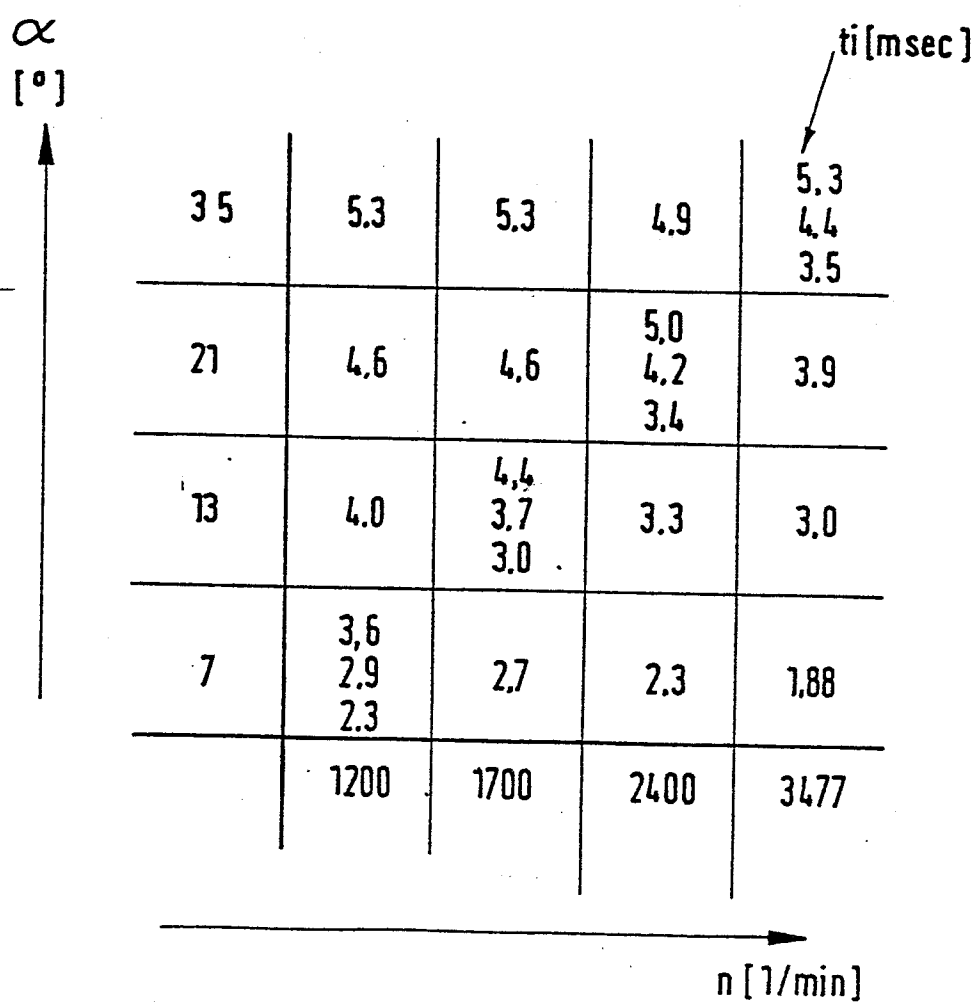 α
[°]
ti [msec]
35 5.3 5.3 4.9 5.3
4.4
3.5
21 4,6 4,6 5,0 3.9
4,2
3,4
13 4.0 4,4 3.3 3,0
3.7
3.0
7 3,6 2,7 2.3 1,88
2.9
2.3
1200 1700 2400 3477
n [1/min]